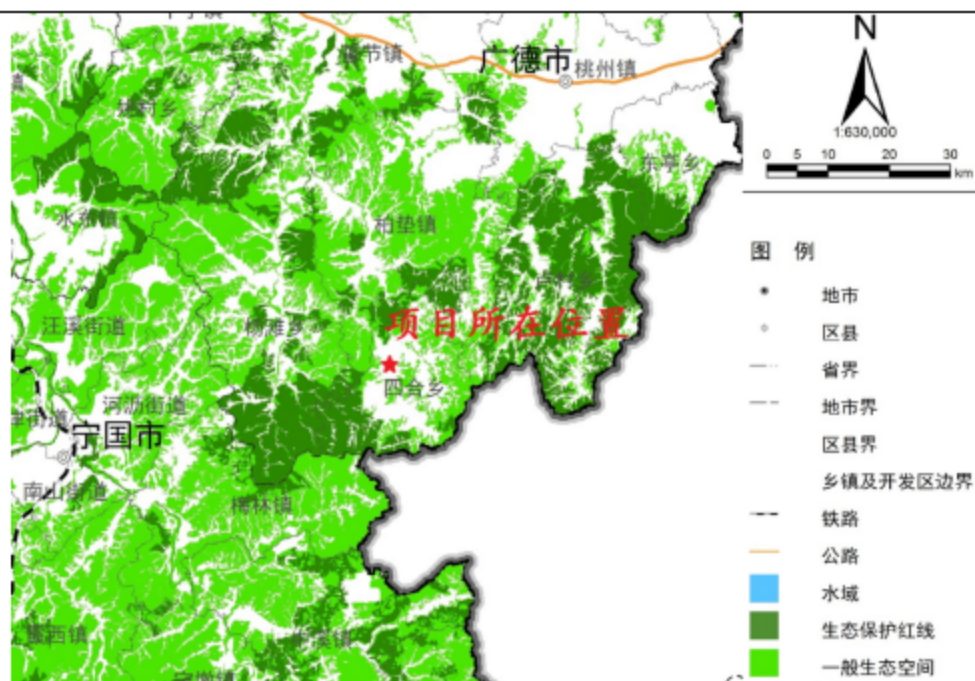 广德市
桃州镇
东亭乡
柏垫镇
汪溪街道
项目所在位置
四合乡
河沥街道
宁国市
南山街道
梅林镇
N
1:630,000
0 5 10 20 30
km
图 例
地市
区县
省界
地市界
区县界
乡镇及开发区边界
铁路
公路
水域
生态保护红线
一般生态空间